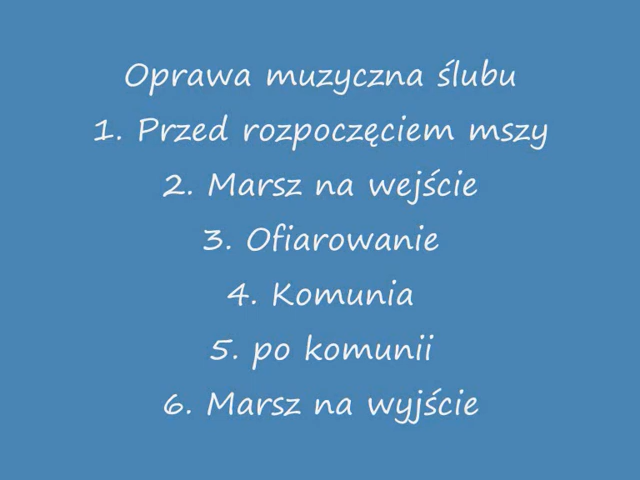 Oprawa muzyczna ślubu
1. Przed rozpoczęciem mszy
2. Marsz na wejście
3. Ofiarowanie
4. Komunia
5. po komunii
6. Marsz na wyjście